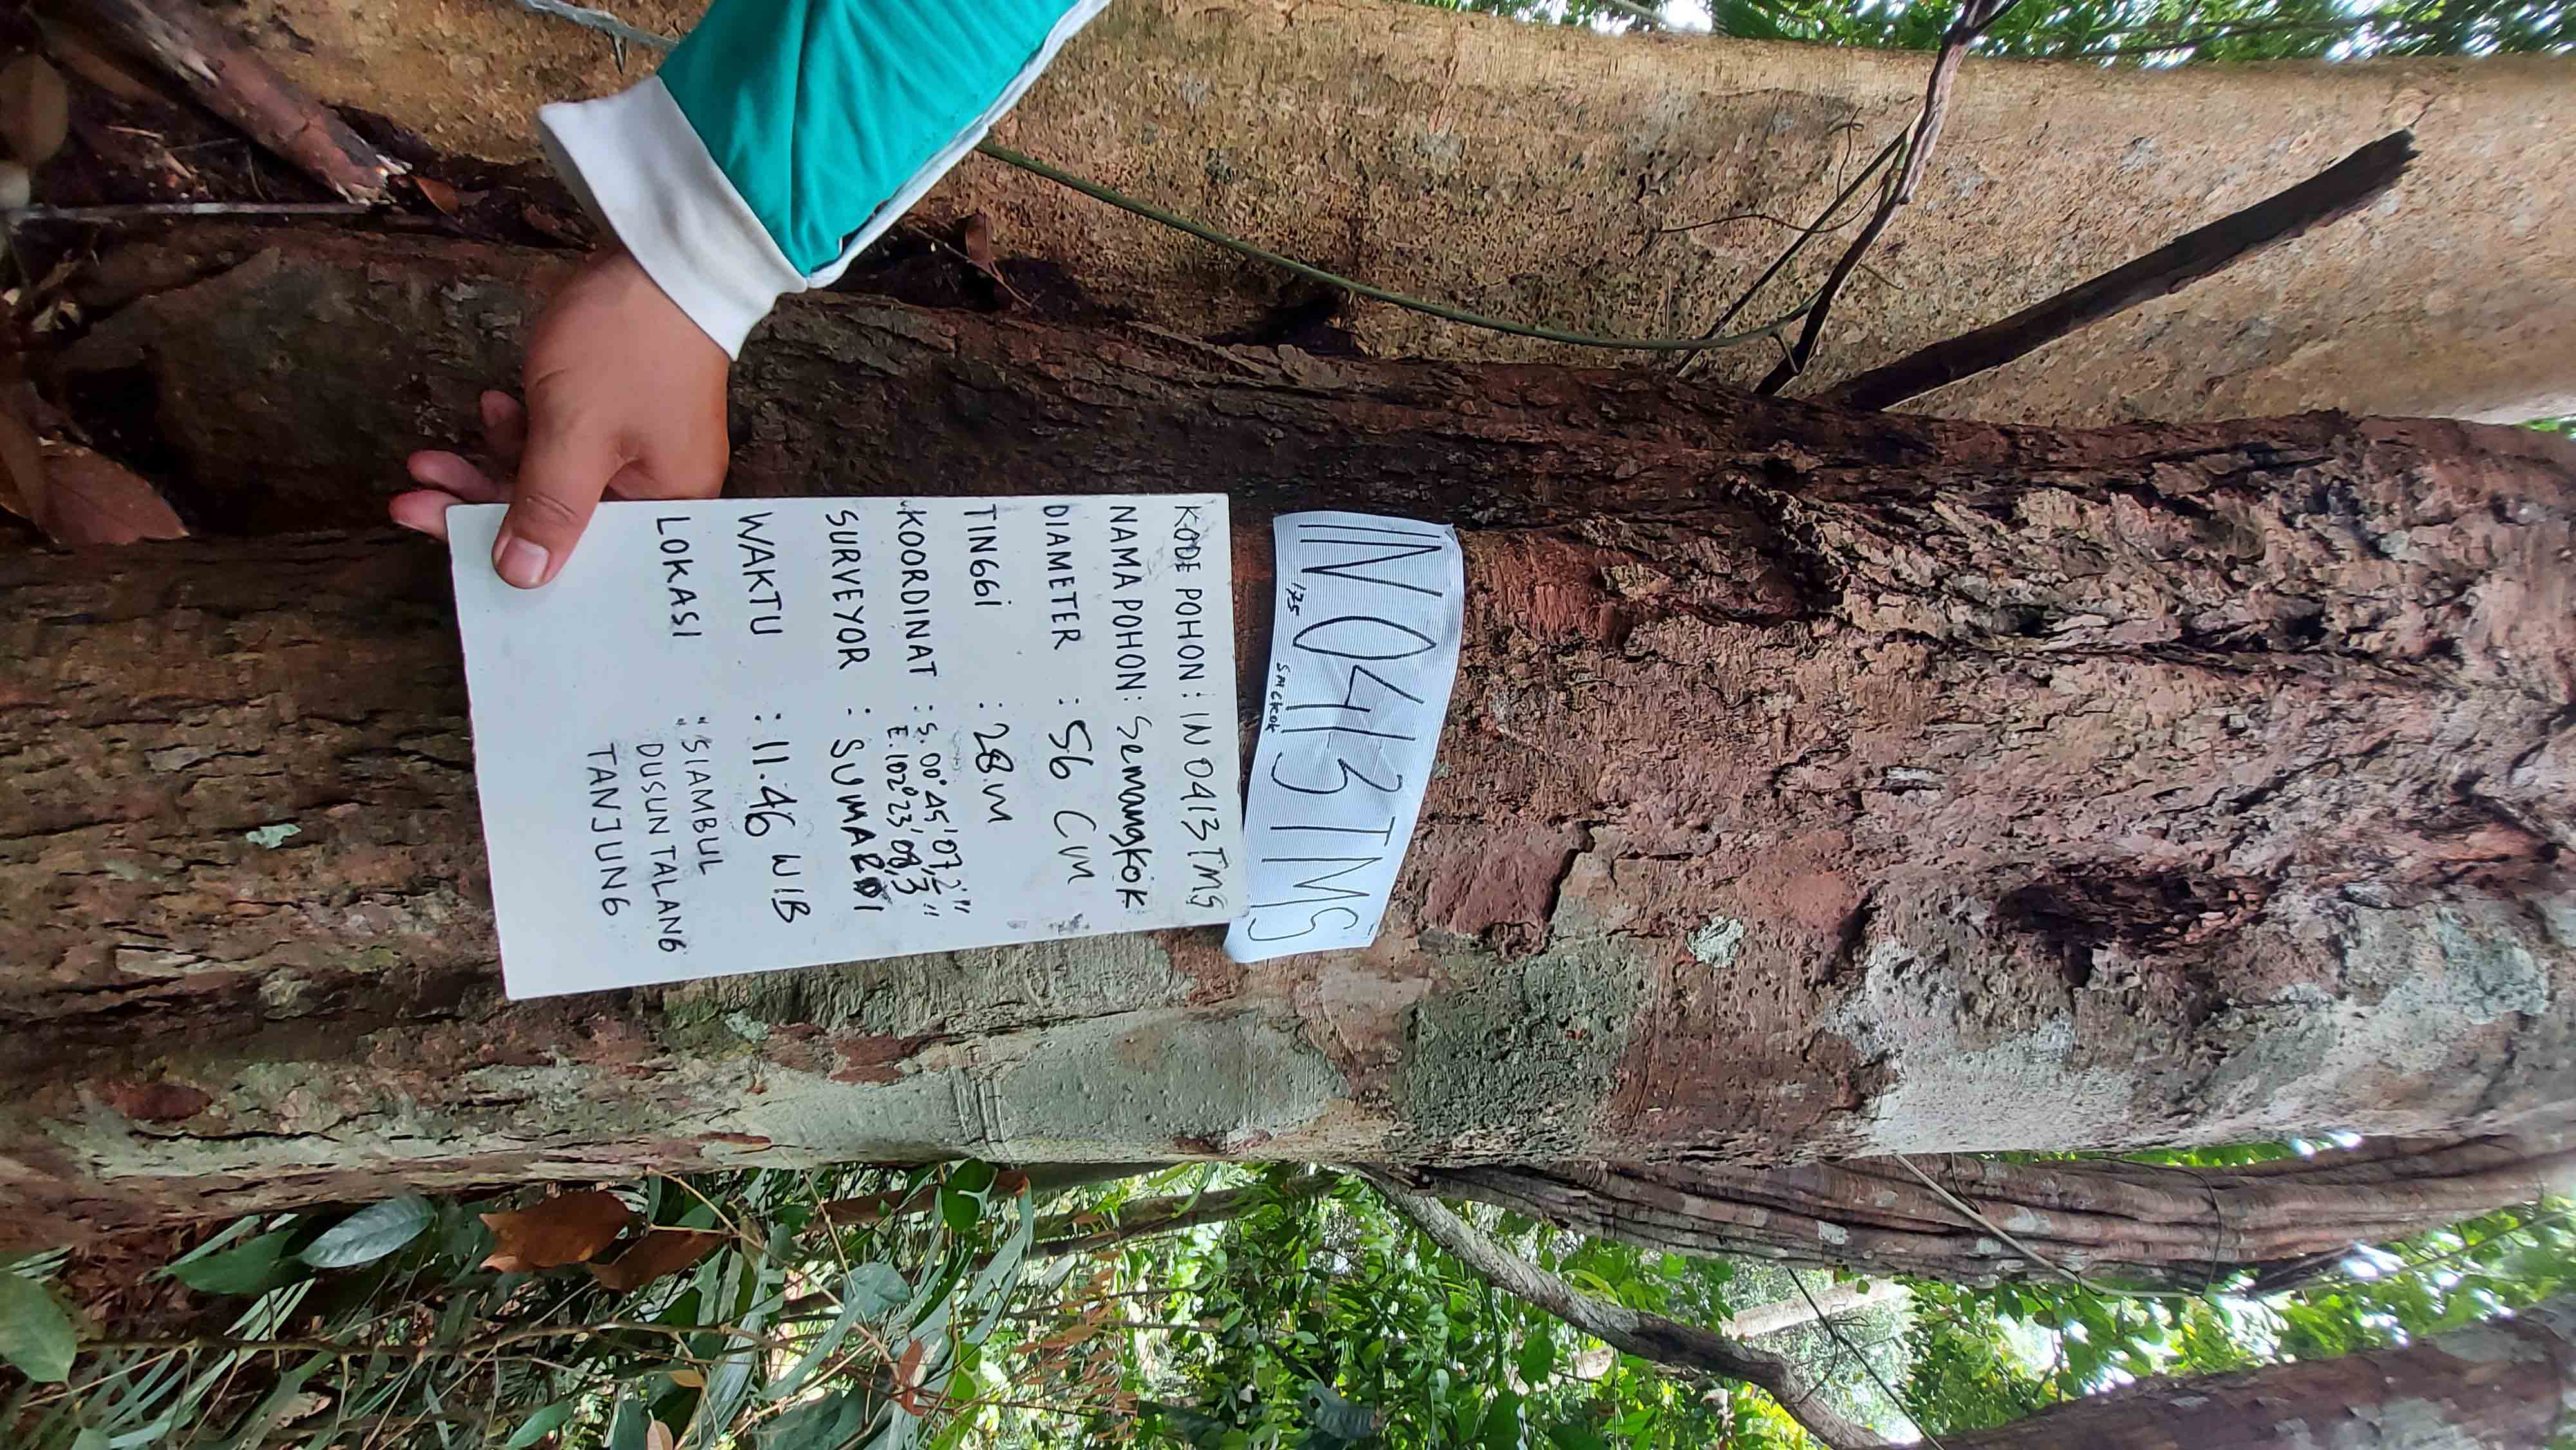 IN0413TMS
175 SMCKOK
KODE POHON : IN 0413 TMS
NAMA POHON : Semangkok
DIAMETER : 56 CM
TINGGI : 28 M
KOORDINAT : S. 00° 45' 07,2"
E. 102° 23' 08,3"
SURVEYOR : SUMARDI
WAKTU : 11.46 WIB
LOKASI : SIAMBUL
DUSUN TALANG
TANJUNG